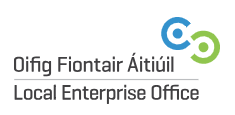 Oifig Fiontair Áitiúil
Local Enterprise Office